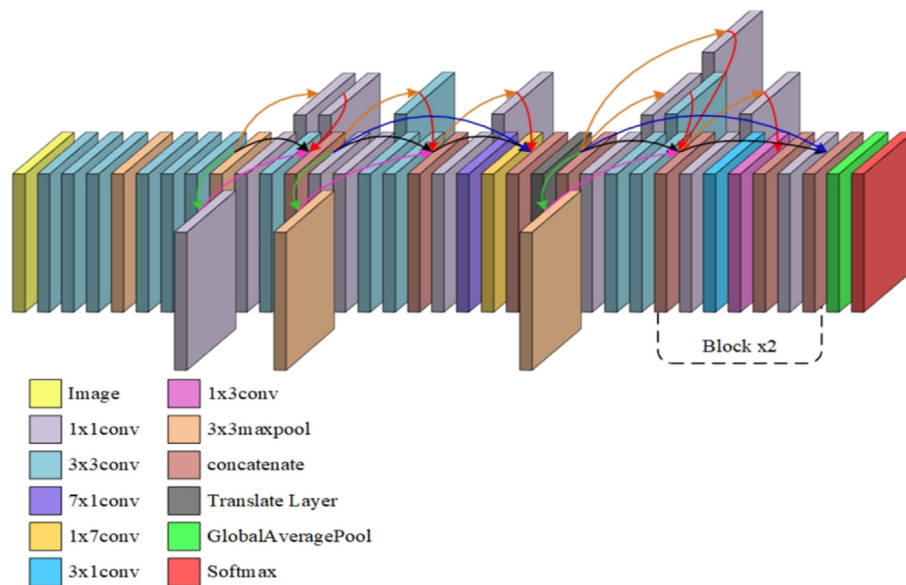 Block x2
Image
1x3conv
1x1conv
3x3maxpool
3x3conv
concatenate
7x1conv
Translate Layer
1x7conv
GlobalAveragePool
3x1conv
Softmax